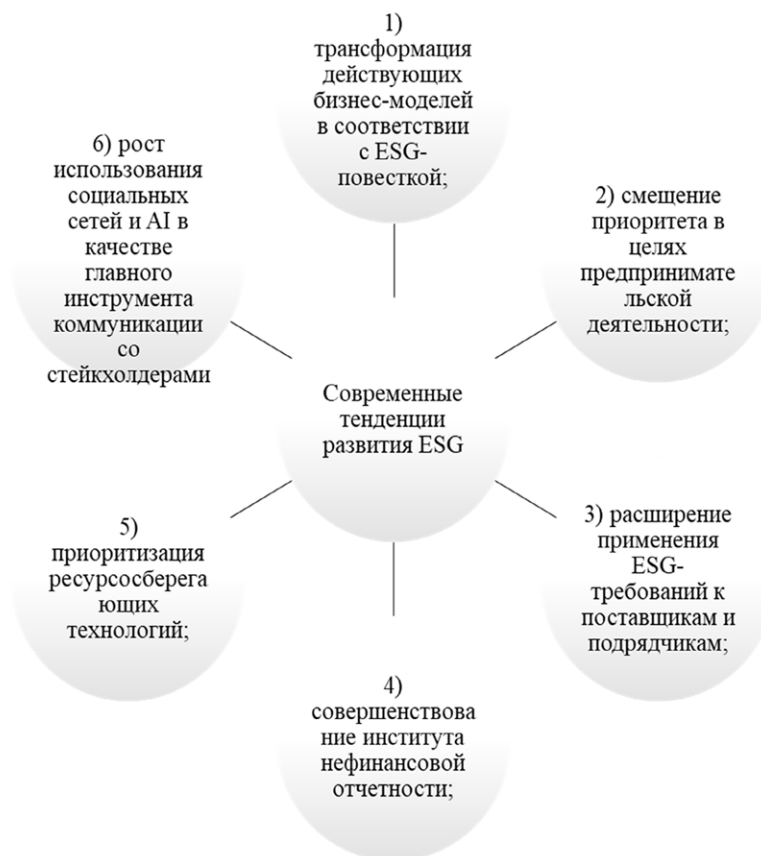 1)
трансформация
действующих
бизнес-моделей
в соответствии
с ESG-
повесткой;
2) смещение
приоритета в
целях
предпринимате
льской
деятельности;
3) расширение
применения
ESG-
требований к
поставщикам и
подрядчикам;
4)
совершенствова
ние института
нефинансовой
отчетности;
5)
приоритизация
ресурсосберега
ющих
технологий;
6) рост
использования
социальных
сетей и AI в
качестве
главного
инструмента
коммуникации
со
стейкхолдерами
Современные
тенденции
развития ESG